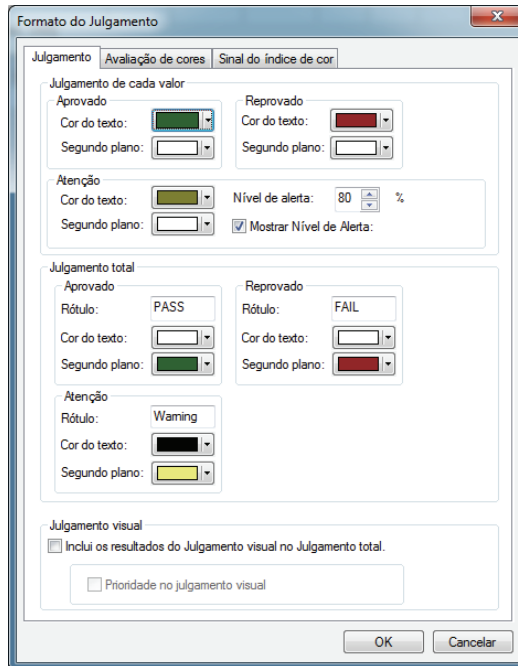 Formato do Julgamento
Julgamento Avaliação de cores Sinal do índice de cor
Julgamento de cada valor
Aprovado Reprovado
Cor do texto: Cor do texto:
Segundo plano: Segundo plano:
Atenção
Cor do texto: Nível de alerta: 80 %
Segundo plano: Mostrar Nível de Alerta:
Julgamento total
Aprovado Reprovado
Rótulo: PASS Rótulo: FAIL
Cor do texto: Cor do texto:
Segundo plano: Segundo plano:
Atenção
Rótulo: Warning
Cor do texto:
Segundo plano:
Julgamento visual
Inclui os resultados do Julgamento visual no Julgamento total.
Prioridade no julgamento visual
OK Cancelar